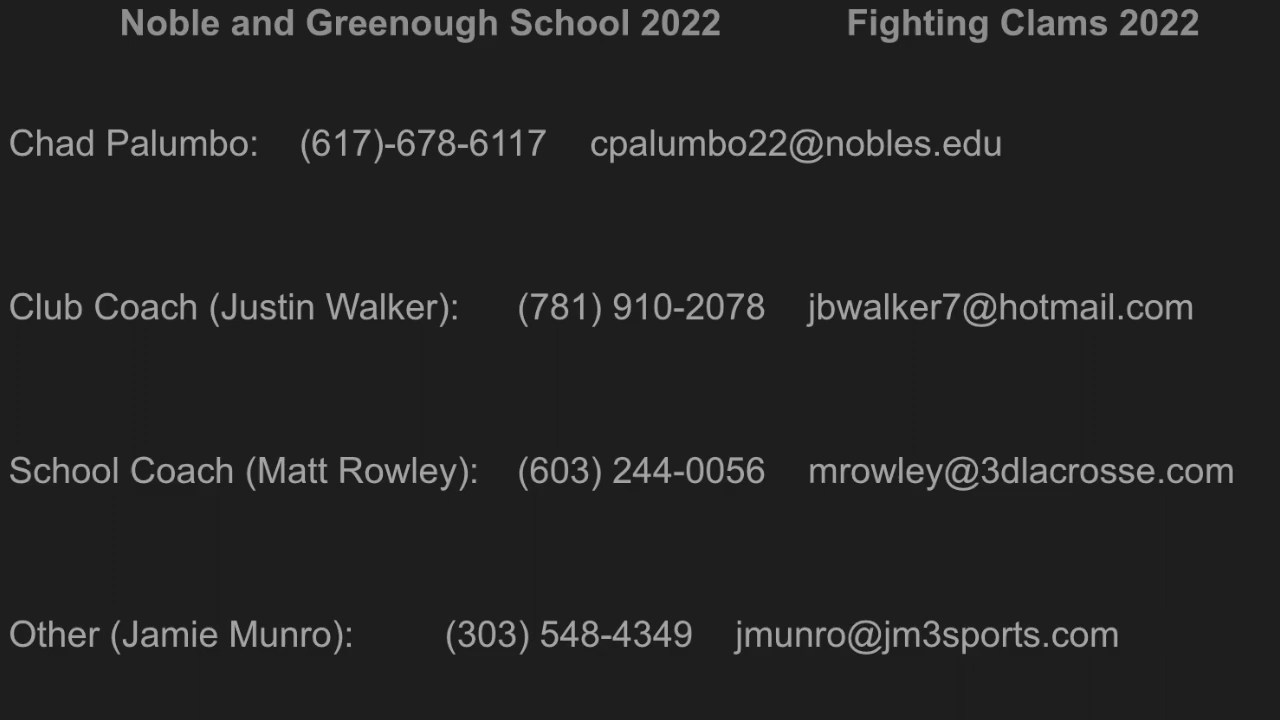 Noble and Greenough School 2022 Fighting Clams 2022
Chad Palumbo: (617)-678-6117 cpalumbo22@nobles.edu
Club Coach (Justin Walker): (781) 910-2078 jbwalker7@hotmail.com
School Coach (Matt Rowley): (603) 244-0056 mrowley@3dlacrosse.com
Other (Jamie Munro): (303) 548-4349 jmunro@jm3sports.com